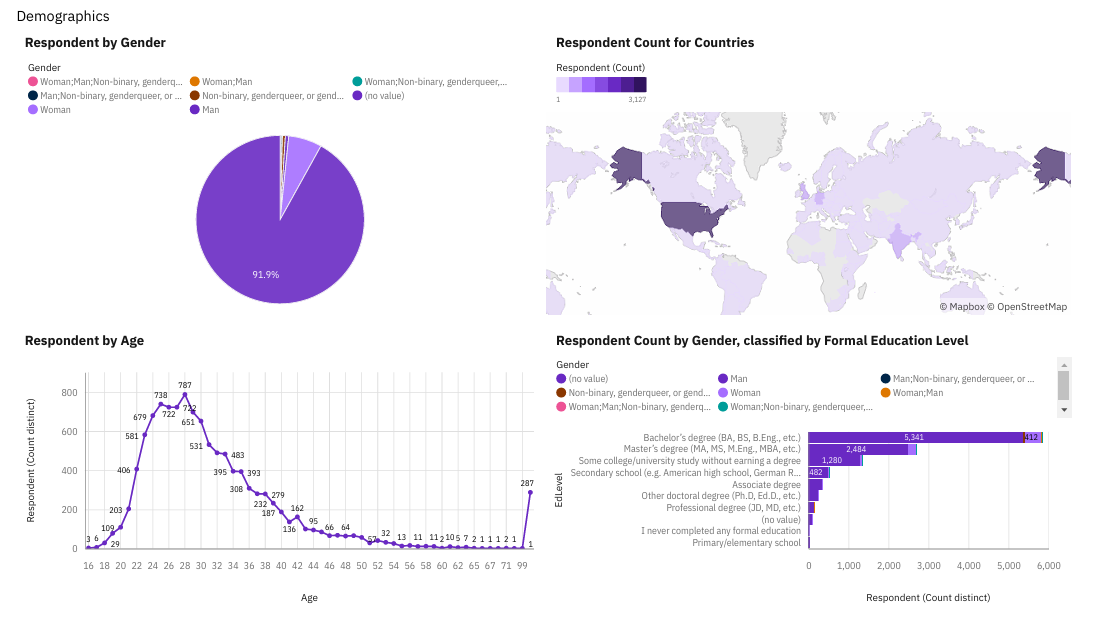 Demographics
Respondent by Gender
Gender
Woman;Man;Non-binary, genderq...
Woman;Man
Woman;Non-binary, genderqueer,...
Man;Non-binary, genderqueer, or ...
Non-binary, genderqueer, or gend...
(no value)
Woman
Man
91.9%
Respondent Count for Countries
Respondent (Count)
1 3,127
© Mapbox © OpenStreetMap
Respondent by Age
Respondent (Count distinct)
800
600
400
200
0
3 6 29 109 203 406 581 679 738 722 787 722 651 531 483 395 393 308 232 279 187 136 162 95 66 64 52 32 13 11 11 2 10 5 7 2 1 1 1 2 1 287 1
16 18 20 22 24 26 28 30 32 34 36 38 40 42 44 46 48 50 52 54 56 58 60 62 65 67 71 99
Age
Respondent Count by Gender, classified by Formal Education Level
Gender
(no value)
Man
Man;Non-binary, genderqueer, or ...
Non-binary, genderqueer, or gend...
Woman
Woman;Man
Woman;Man;Non-binary, genderq...
Woman;Non-binary, genderqueer,...
EdLevel
Bachelor's degree (BA, BS, B.Eng., etc.) 5,341 412
Master's degree (MA, MS, M.Eng., MBA, etc.) 2,484
Some college/university study without earning a degree 1,280
Secondary school (e.g. American high school, German R... 482
Associate degree
Other doctoral degree (Ph.D, Ed.D., etc.)
Professional degree (JD, MD, etc.)
(no value)
I never completed any formal education
Primary/elementary school
0 1,000 2,000 3,000 4,000 5,000 6,000
Respondent (Count distinct)